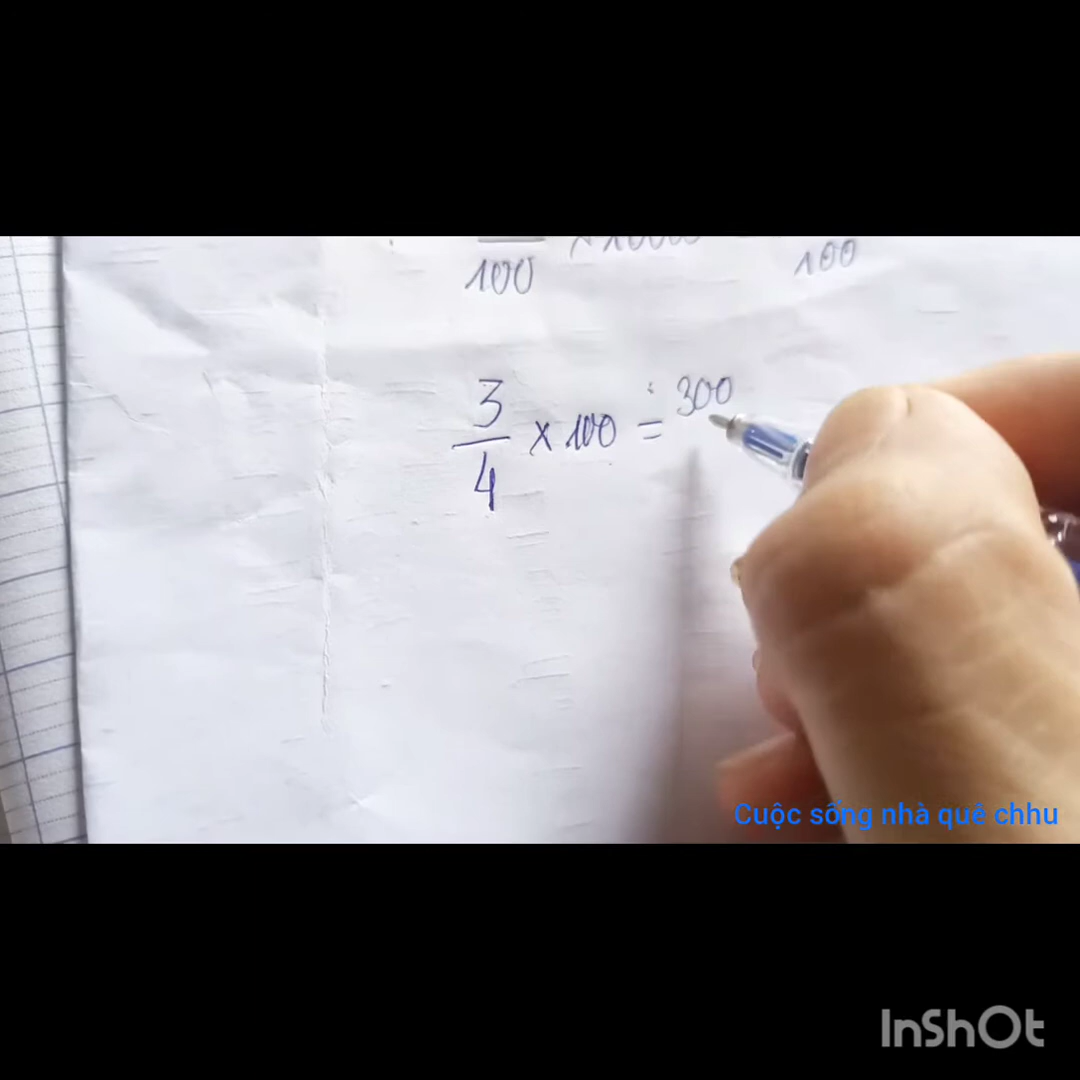 100
100
3/4 × 100 = 300
Cuộc sống nhà quê chhu
InShOt